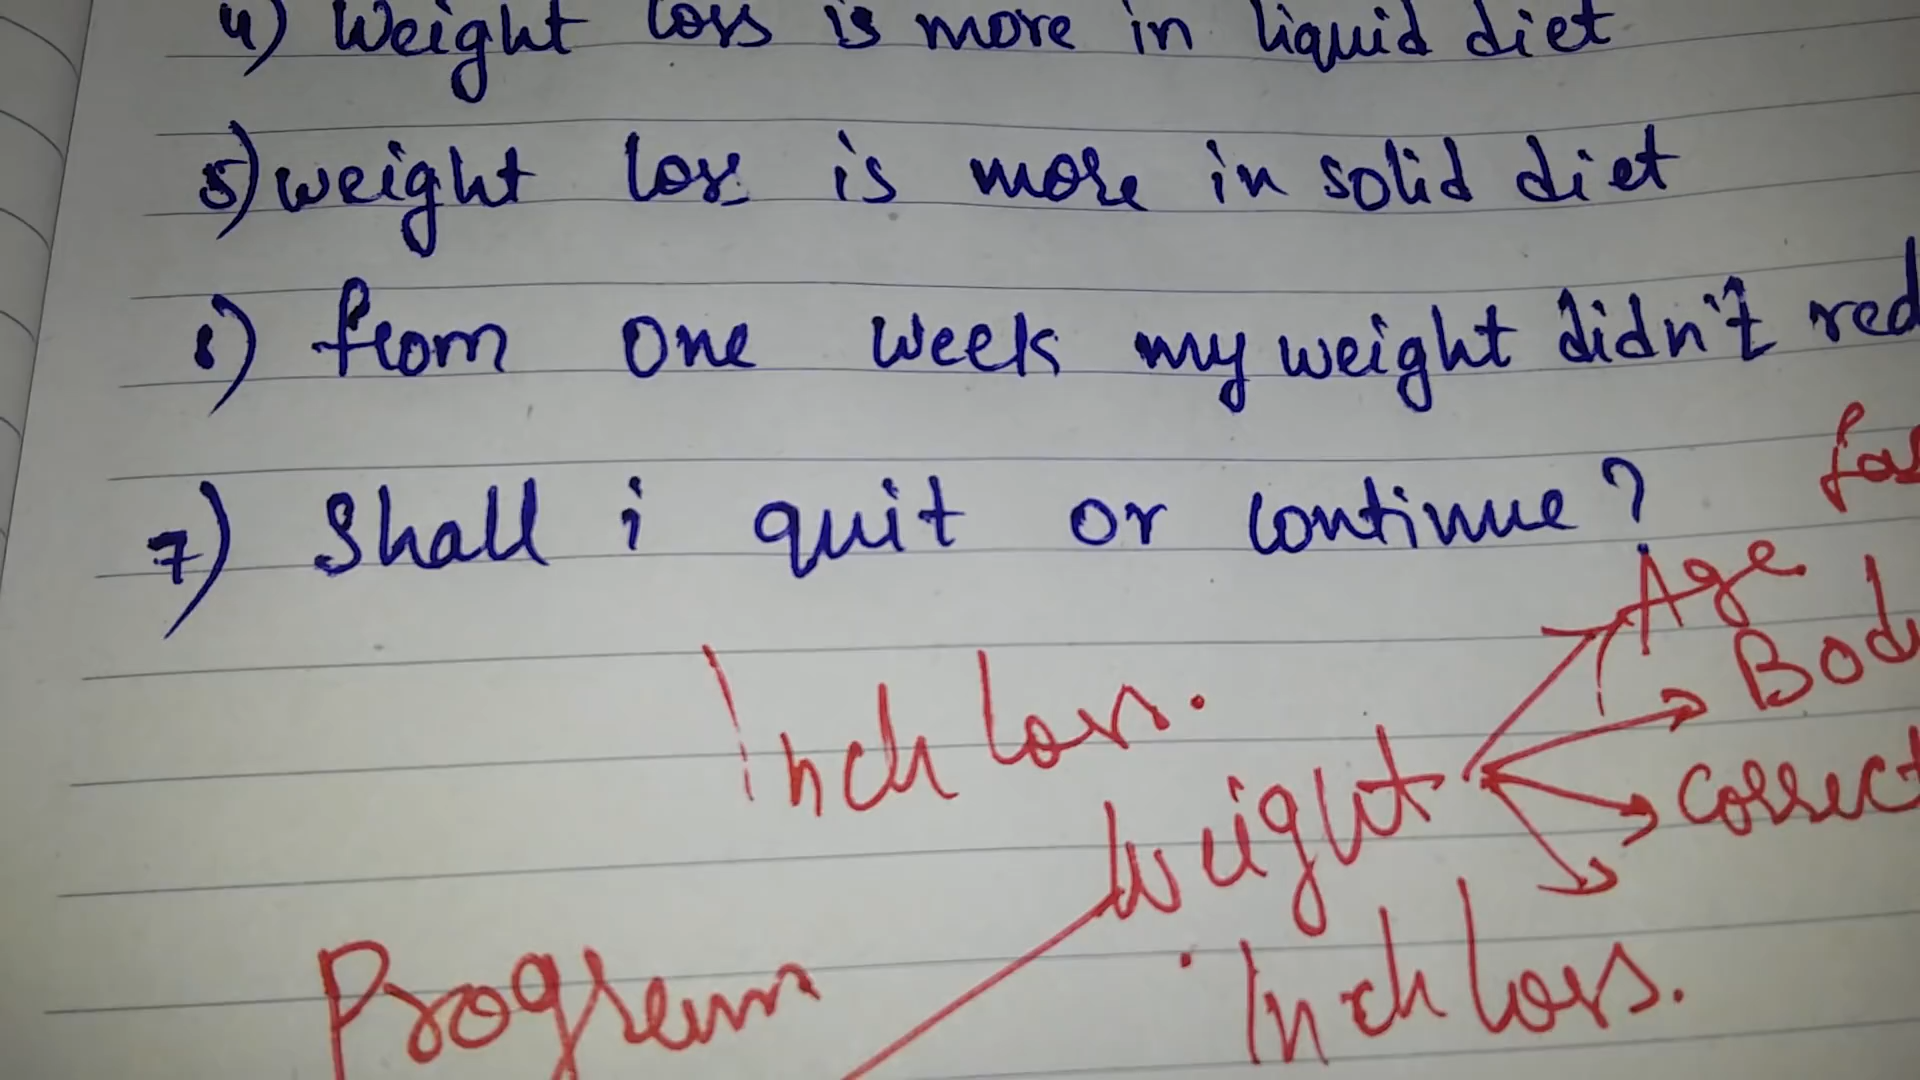 4) Weight loss is more in liquid diet
5) weight loss is more in solid diet
6) from one week my weight didn't red
7) Shall i quit or continue?
fas
Age
Bod
Inch loss.
Weight
correct
Program
Inch loss.